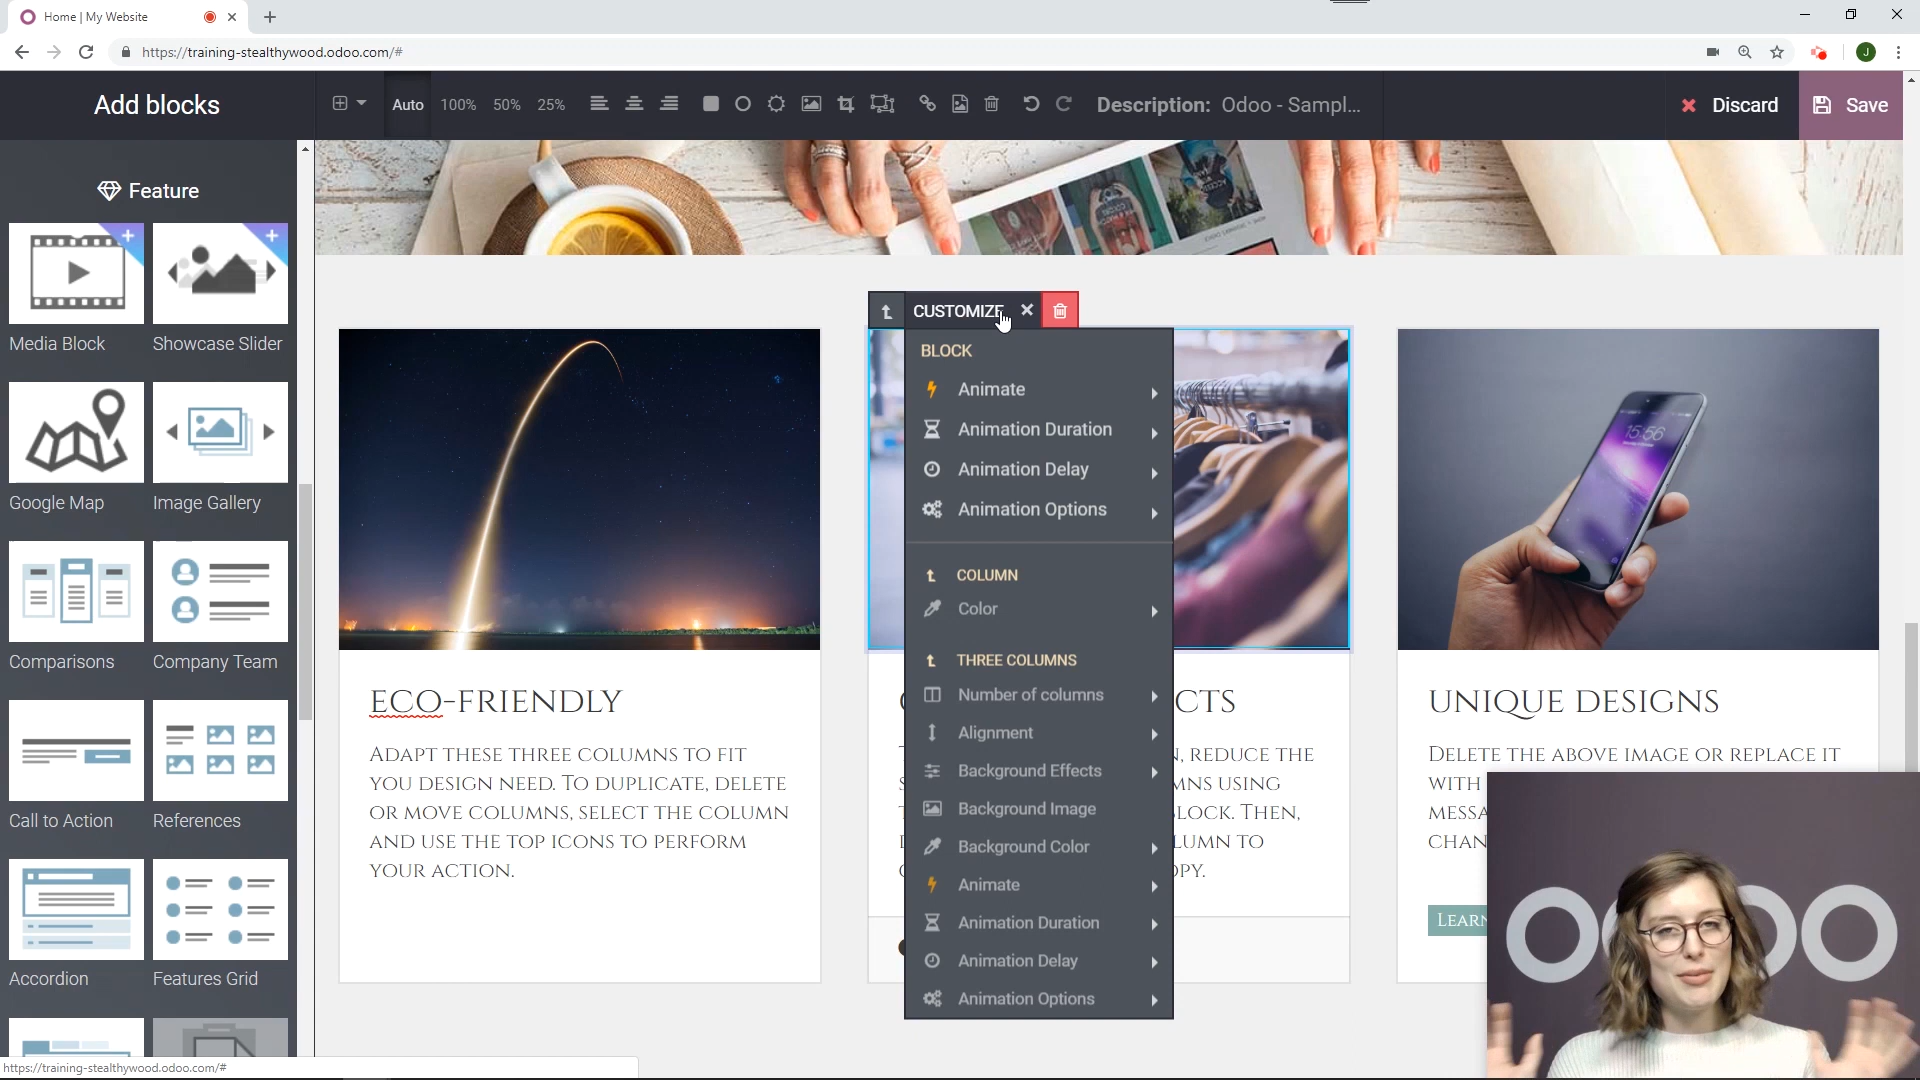 Home | My Website
https://training-stealthywood.odoo.com/#
Add blocks
Auto 100% 50% 25%
Description: Odoo - Sampl...
Discard
Save
Feature
Media Block
Showcase Slider
Google Map
Image Gallery
Comparisons
Company Team
Call to Action
References
Accordion
Features Grid
CUSTOMIZE
BLOCK
Animate
Animation Duration
Animation Delay
Animation Options
COLUMN
Color
THREE COLUMNS
Number of columns
Alignment
Background Effects
Background Image
Background Color
Animate
Animation Duration
Animation Delay
Animation Options
ECO-FRIENDLY
ADAPT THESE THREE COLUMNS TO FIT
YOU DESIGN NEED. TO DUPLICATE, DELETE
OR MOVE COLUMNS, SELECT THE COLUMN
AND USE THE TOP ICONS TO PERFORM
YOUR ACTION.
CTS
, REDUCE THE
MNS USING
LOCK. THEN,
LUMN TO
PY.
15:56
UNIQUE DESIGNS
DELETE THE ABOVE IMAGE OR REPLACE IT
WITH
MESSA
CHAN
LEARN
odoo
J
https://training-stealthywood.odoo.com/#